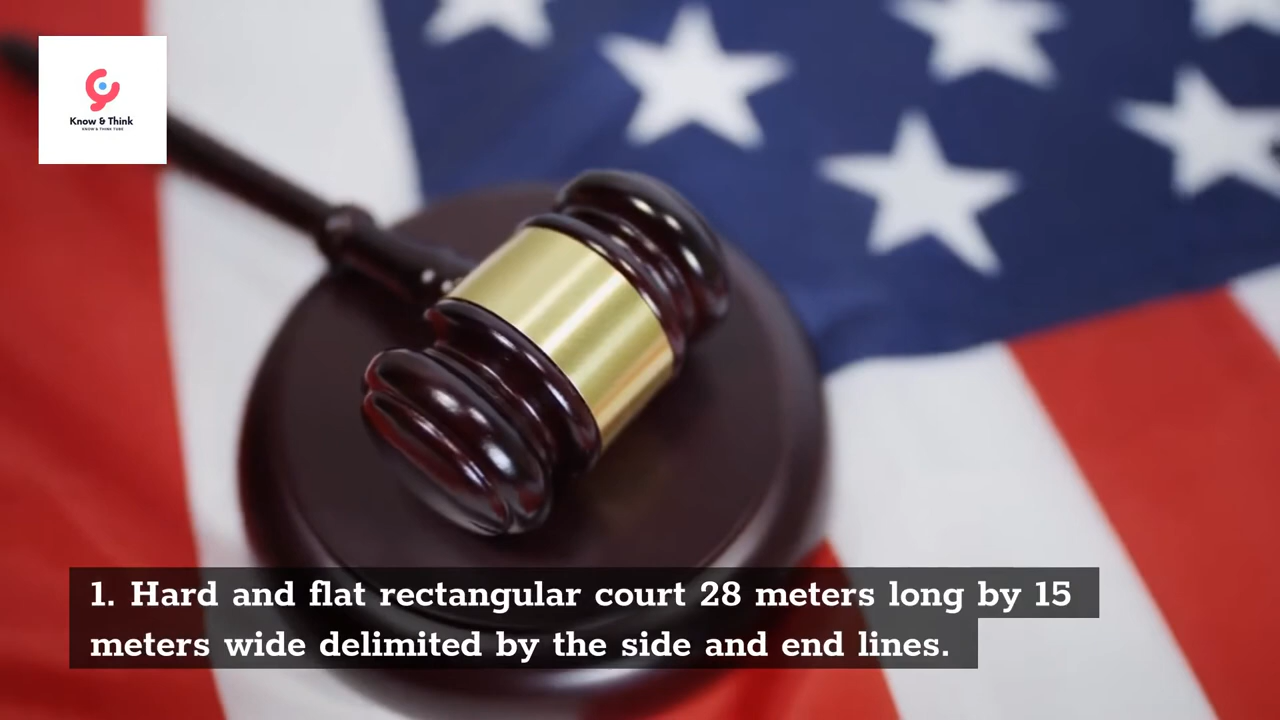 Know & Think
KNOW & THINK TUBE
1. Hard and flat rectangular court 28 meters long by 15
meters wide delimited by the side and end lines.